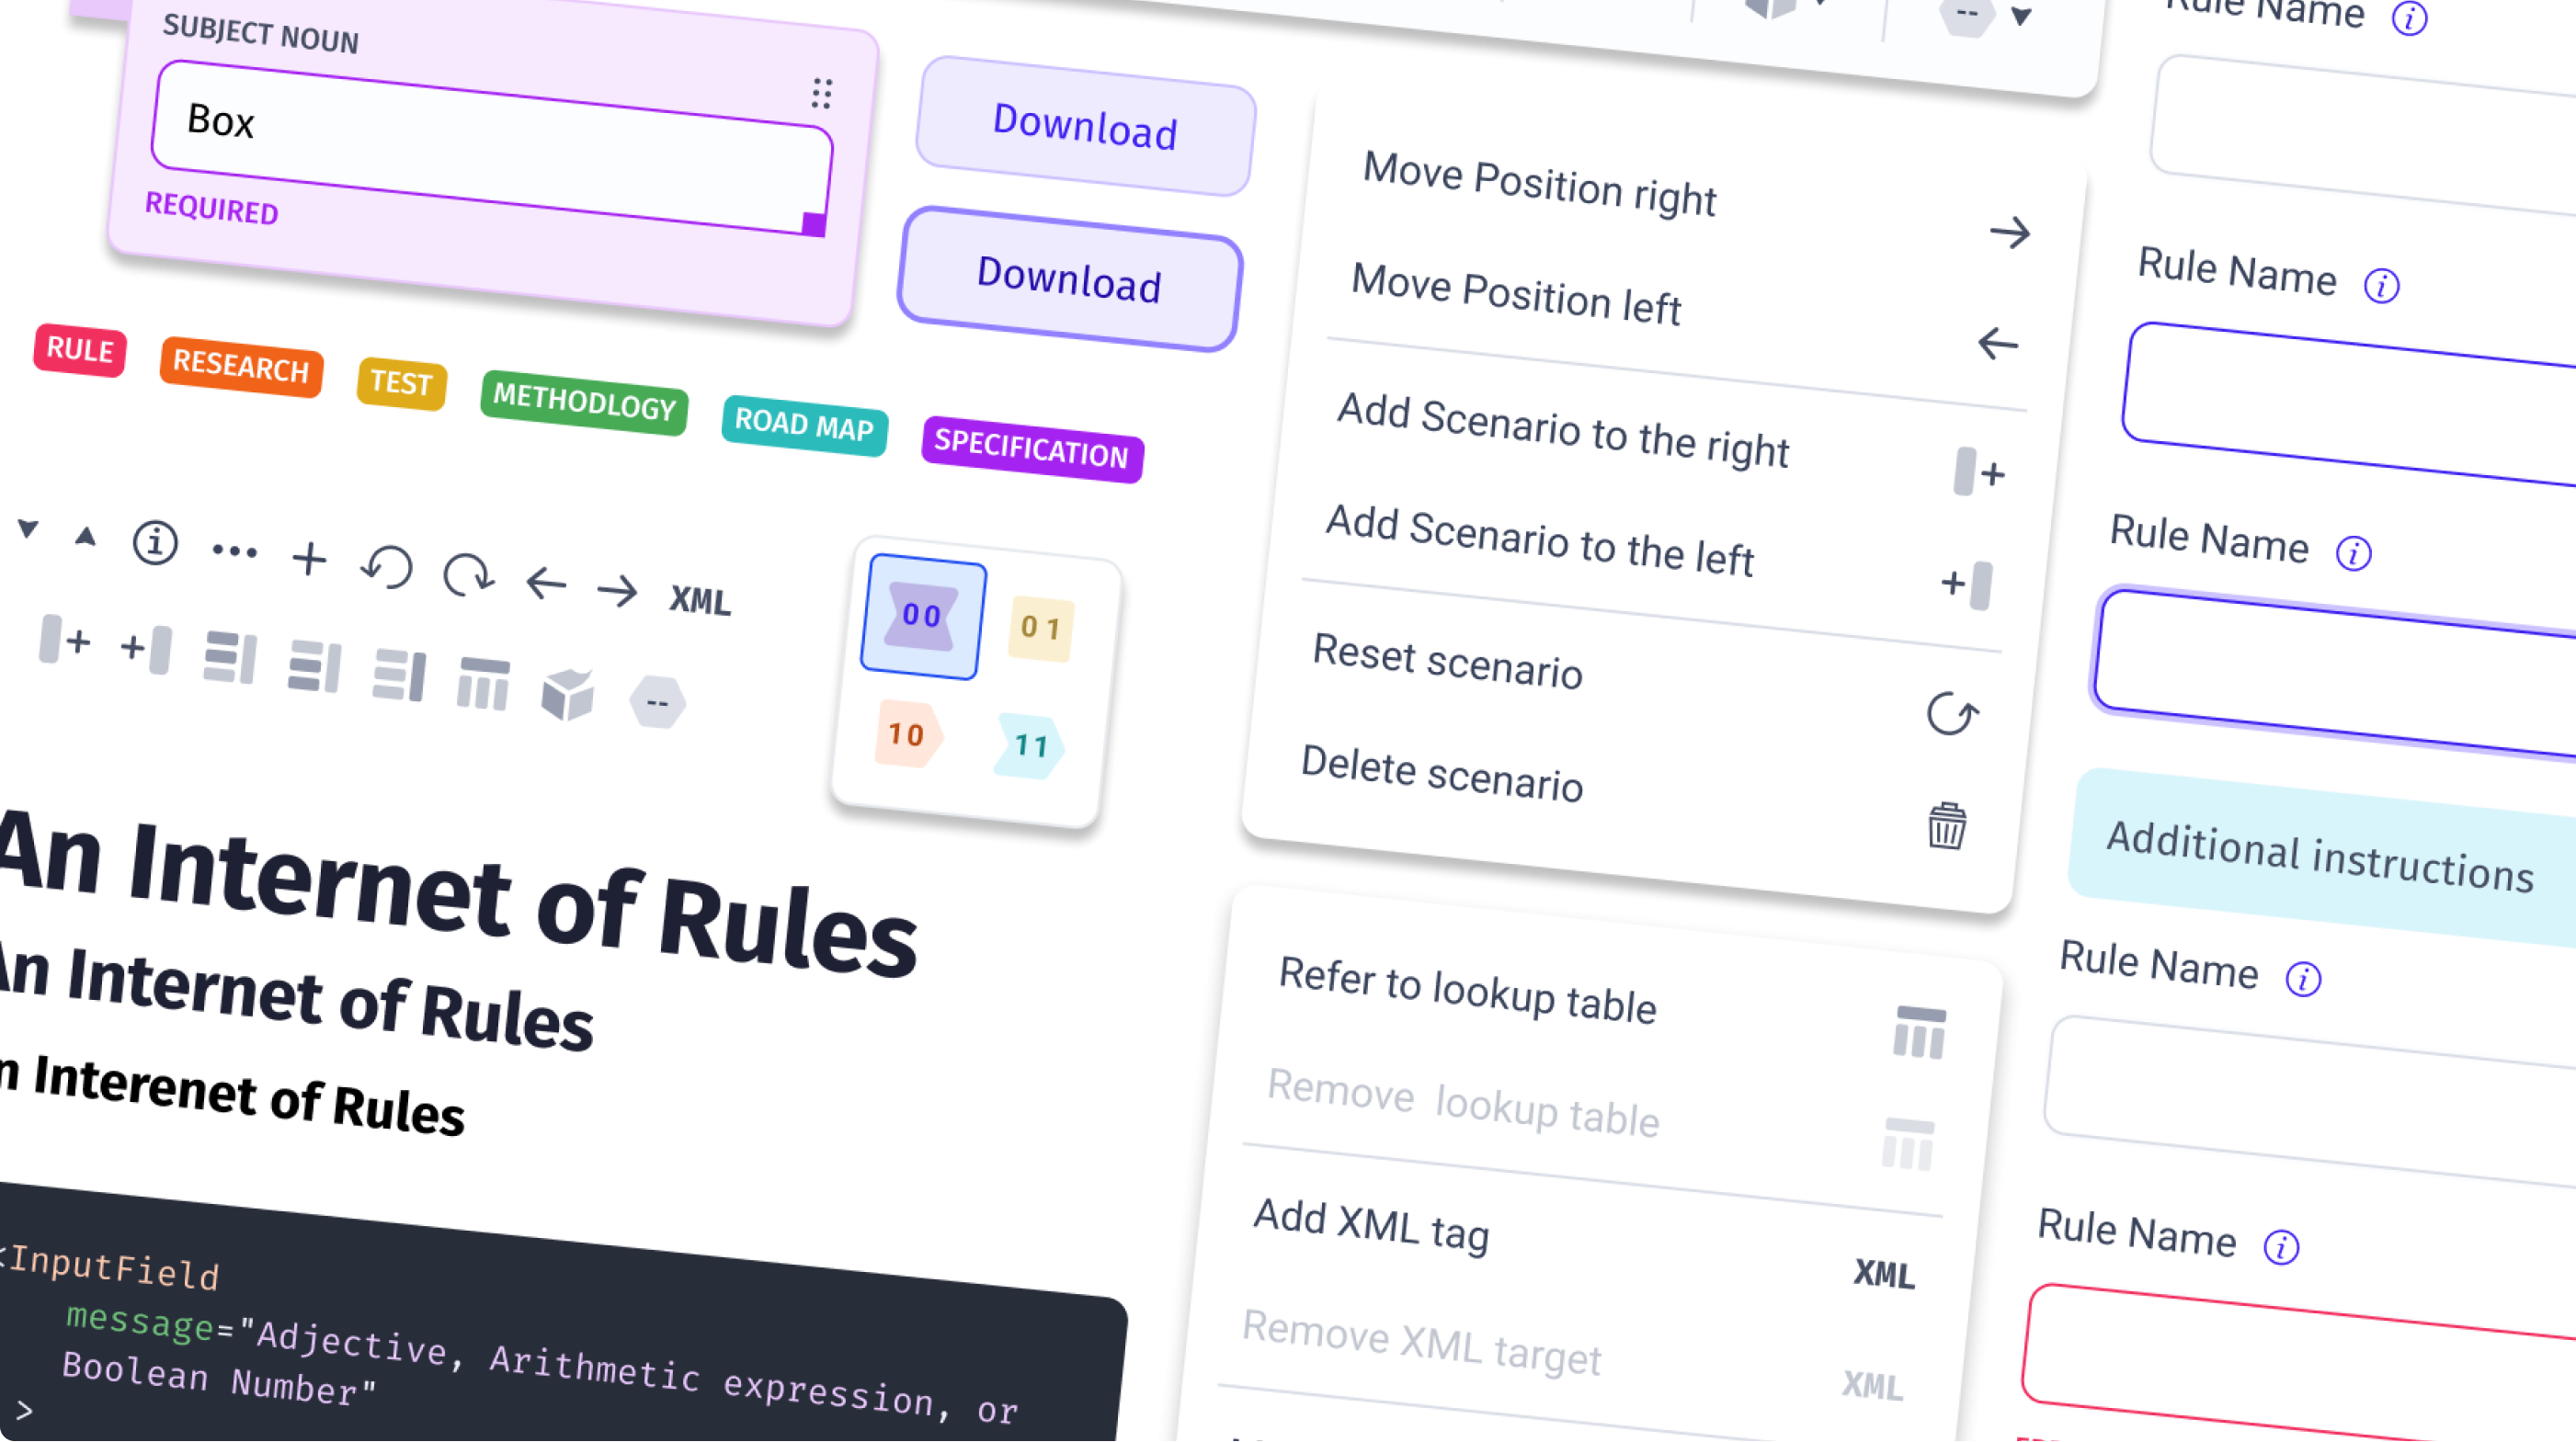 SUBJECT NOUN
Box
REQUIRED
Download
Download
RULE
RESEARCH
TEST
METHODLOGY
ROAD MAP
SPECIFICATION
XML
--
00
01
10
11
An Internet of Rules
An Internet of Rules
n Interenet of Rules
<InputField
message="Adjective, Arithmetic expression, or
Boolean Number"
>
--
Move Position right
Move Position left
Add Scenario to the right
Add Scenario to the left
Reset scenario
Delete scenario
Refer to lookup table
Remove lookup table
Add XML tag
XML
Remove XML target
XML
Rule Name
Rule Name
Rule Name
Additional instructions
Rule Name
Rule Name